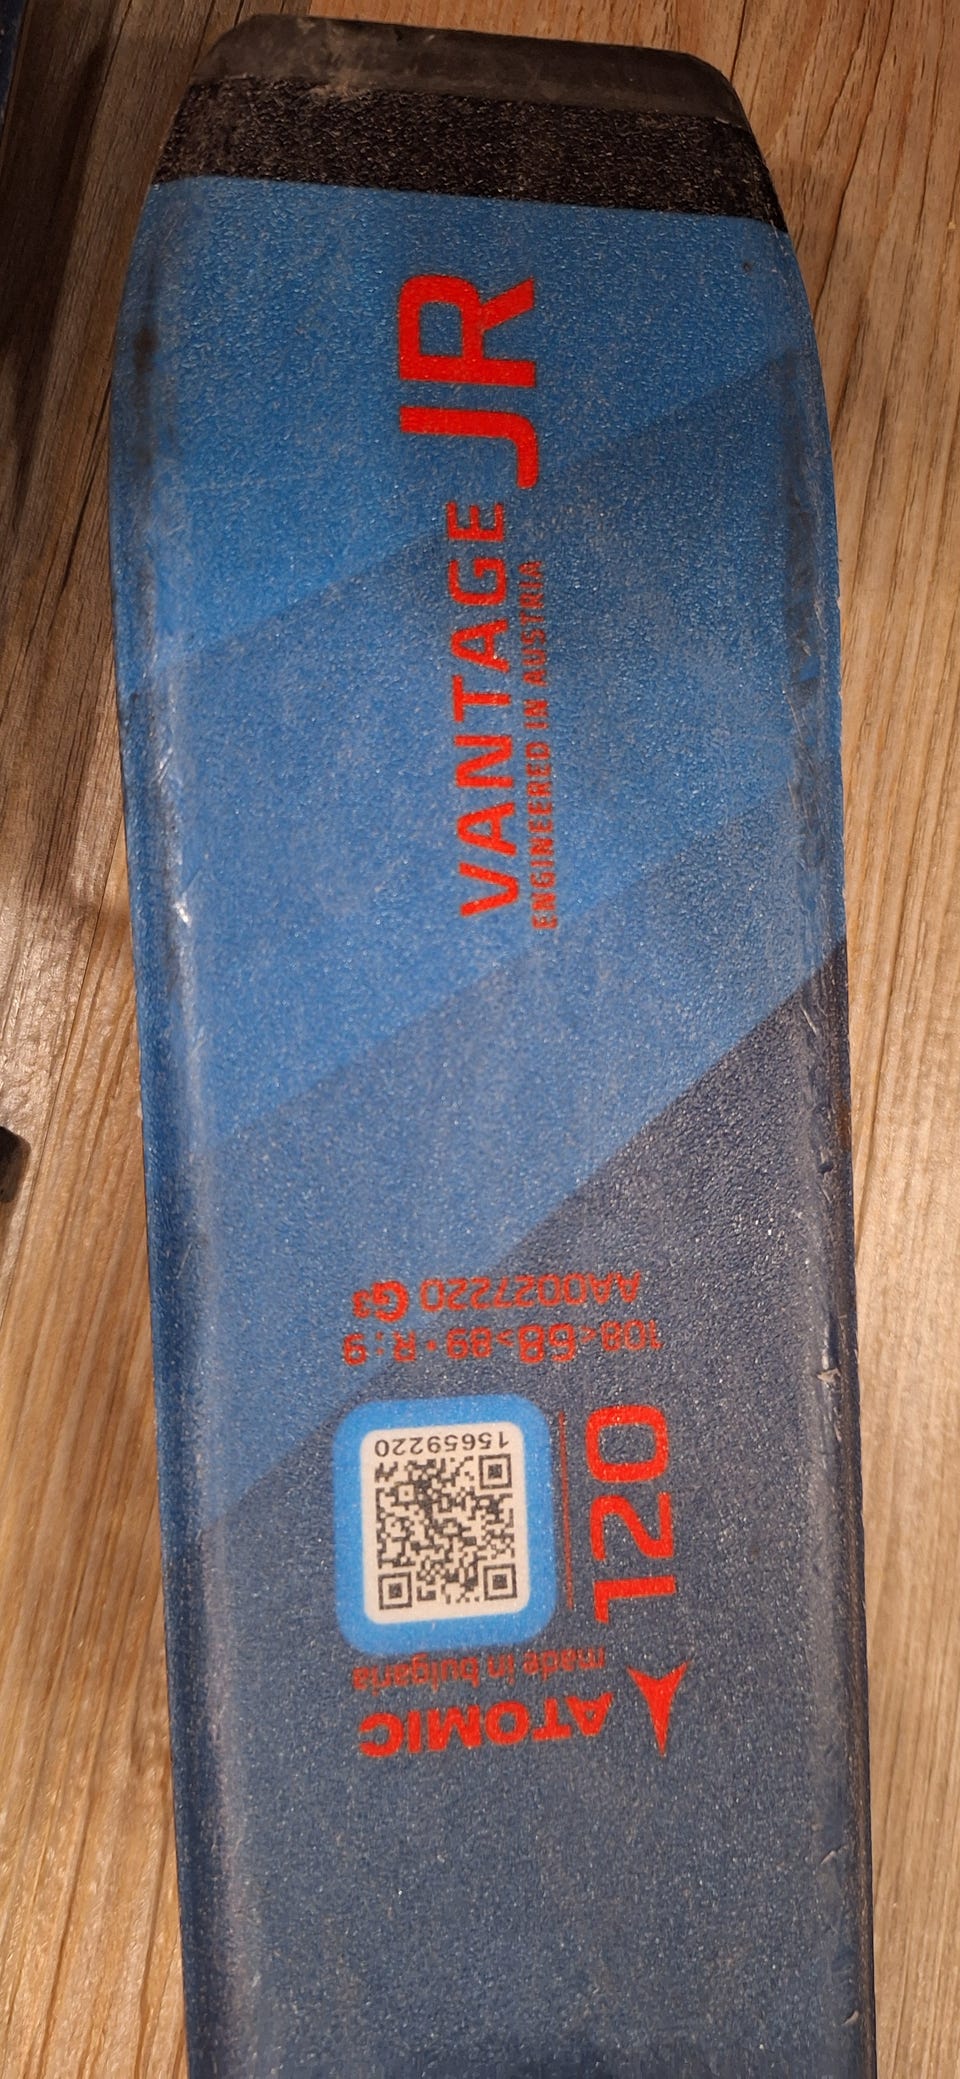 VANTAGE JR
ENGINEERED IN AUSTRIA
ATOMIC
made in bulgaria
120
15659220
108<68>89 • R: 9
AA0027220 G3